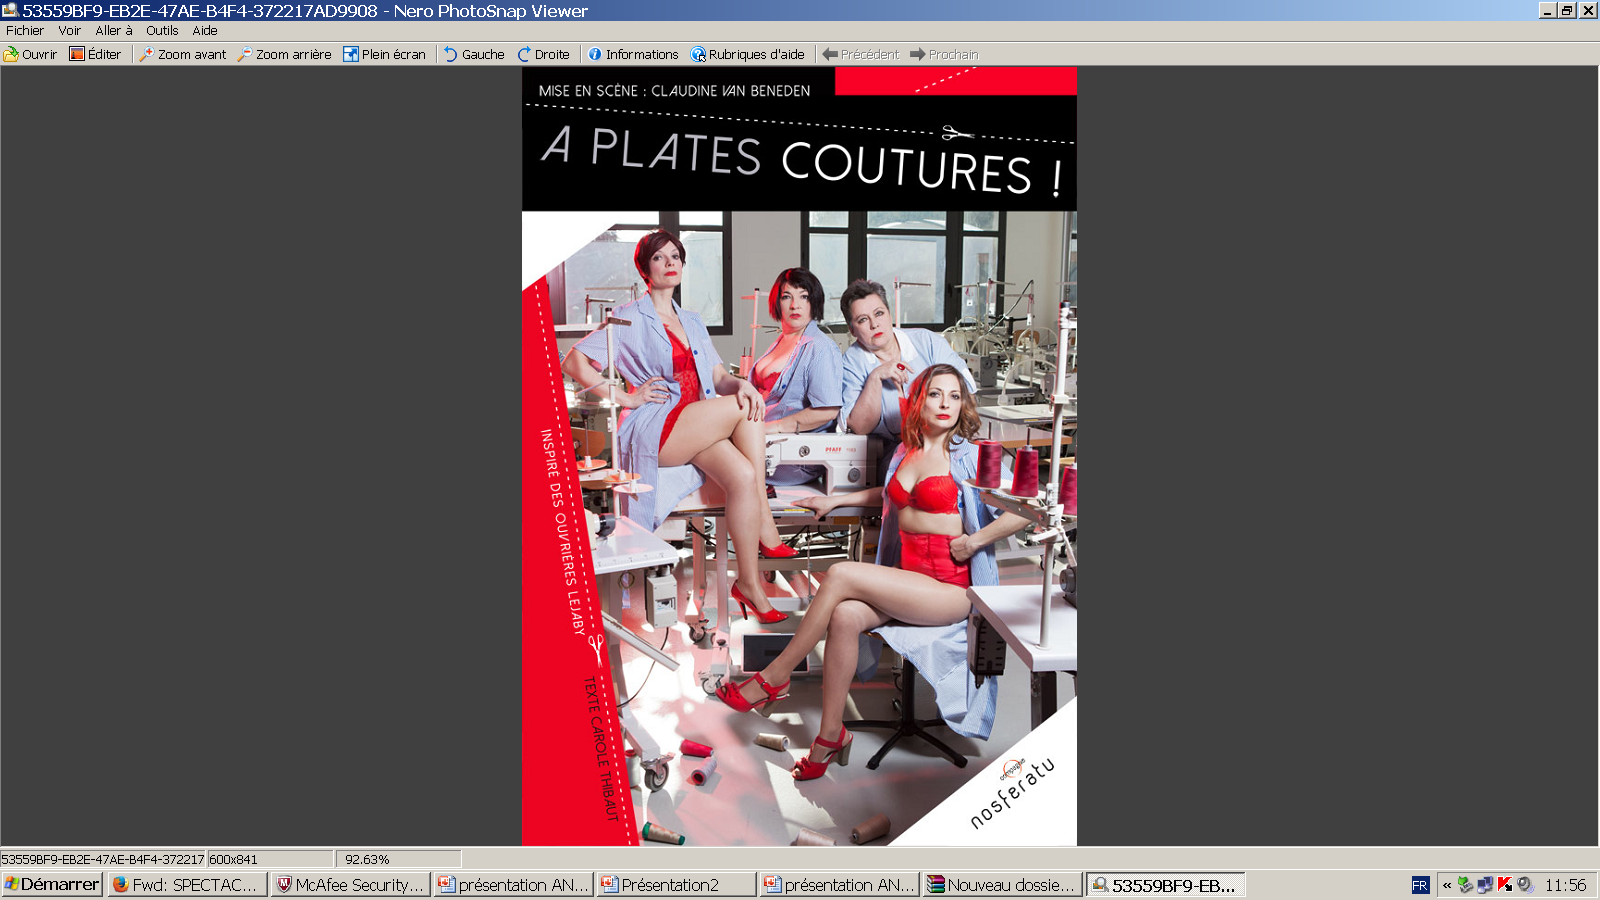 53559BF9-EB2E-47AE-B4F4-372217AD9908 - Nero PhotoSnap Viewer
Fichier Voir Aller à Outils Aide
Ouvrir Éditer Zoom avant Zoom arrière Plein écran Gauche Droite Informations Rubriques d'aide Précédent Prochain
MISE EN SCÈNE : CLAUDINE VAN BENEDEN
A PLATES COUTURES !
INSPIRÉ DES OUVRIÈRES LEJABY
TEXTE CAROLE THIBAUT
PFAFF
compagnie
nosferatu
53559BF9-EB2E-47AE-B4F4-372217 600x841 92.63%
Démarrer Fwd: SPECTAC... McAfee Security... présentation AN... Présentation2 présentation AN... Nouveau dossie... 53559BF9-EB... FR « 11:56